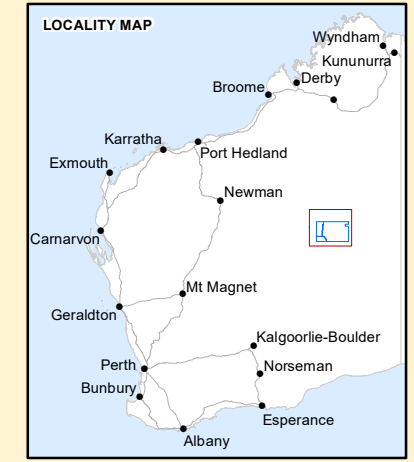 LOCALITY MAP
Wyndham
Kununurra
Derby
Broome
Karratha
Port Hedland
Exmouth
Newman
Carnarvon
Mt Magnet
Geraldton
Kalgoorlie-Boulder
Perth
Norseman
Bunbury
Esperance
Albany